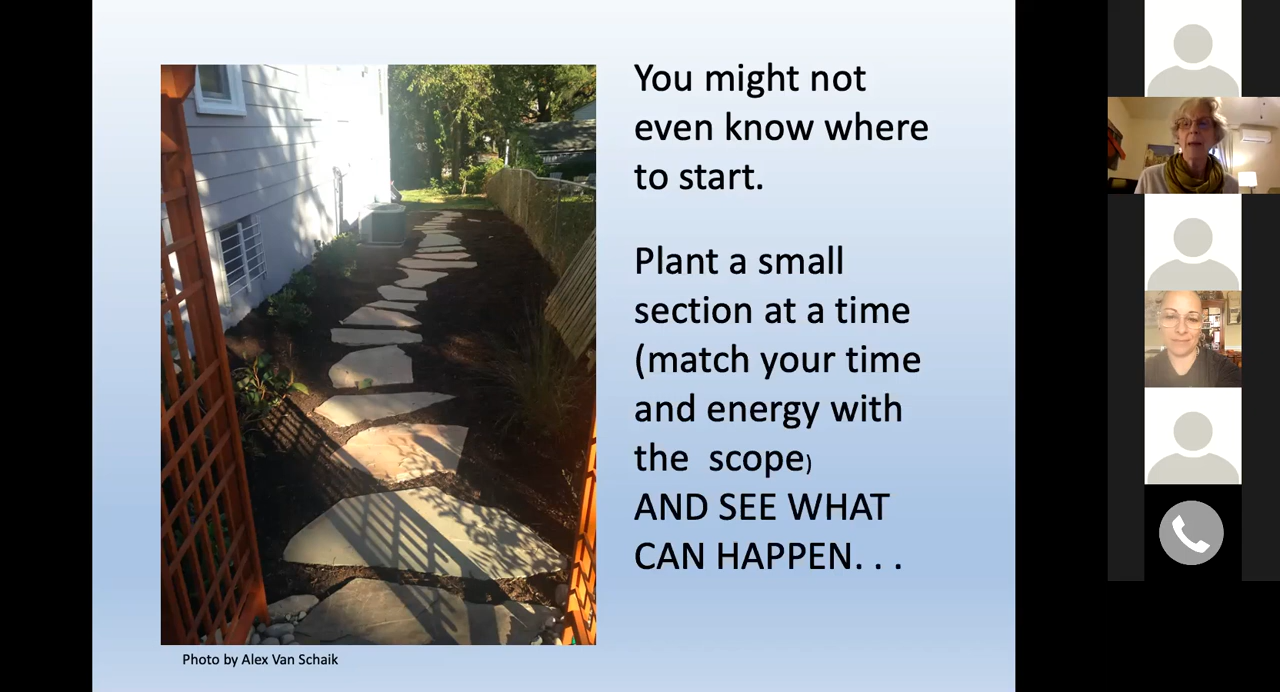 You might not
even know where
to start.
Plant a small
section at a time
(match your time
and energy with
the  scope)
AND SEE WHAT
CAN HAPPEN. . .
Photo by Alex Van Schaik